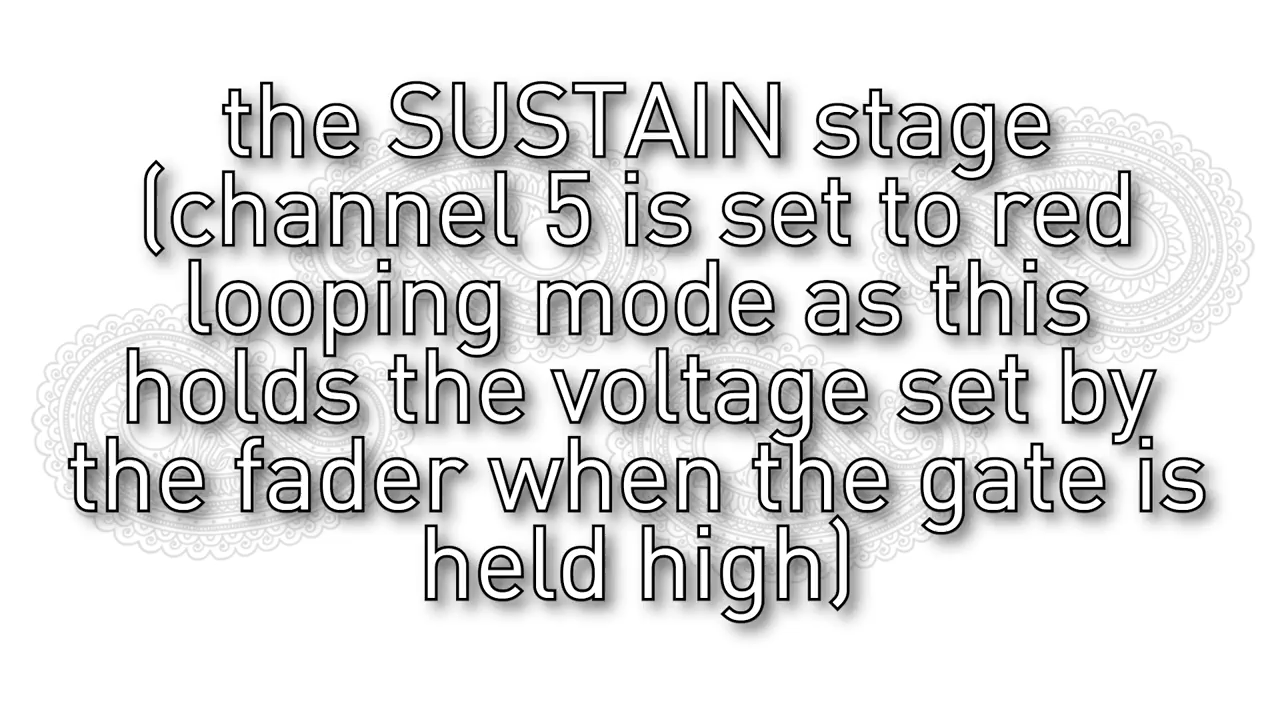 the SUSTAIN stage
(channel 5 is set to red
looping mode as this
holds the voltage set by
the fader when the gate is
held high)